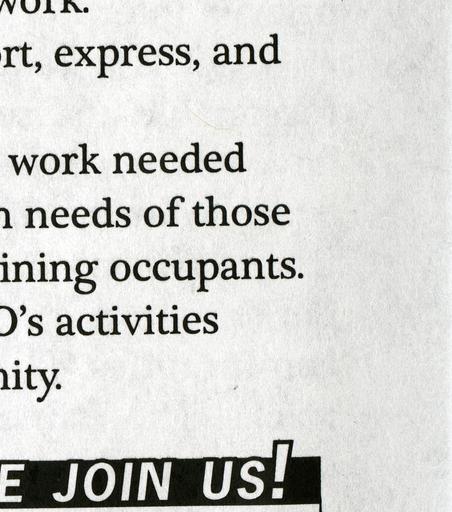 work.
rt, express, and
work needed
needs of those
ining occupants.
O's activities
nity.
E JOIN US!